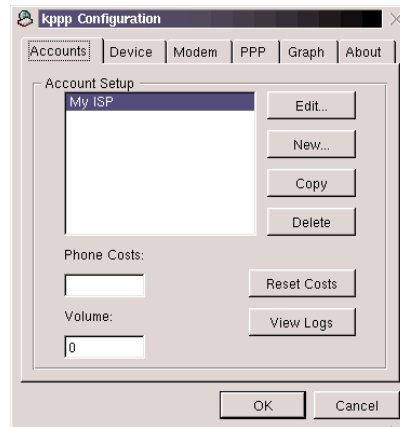 kppp Configuration
Accounts Device Modem PPP Graph About
Account Setup
My ISP
Edit...
New...
Copy
Delete
Phone Costs:
Reset Costs
Volume:
View Logs
0
OK Cancel